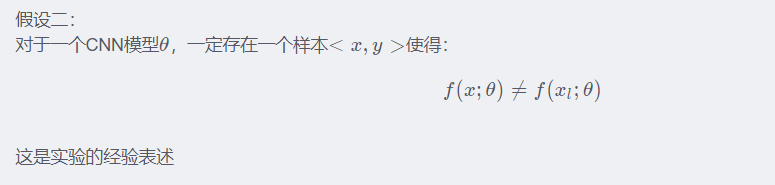 假设二：
对于一个CNN模型θ，一定存在一个样本< x, y >使得：
f(x; θ) ≠ f(x_l; θ)
这是实验的经验表述